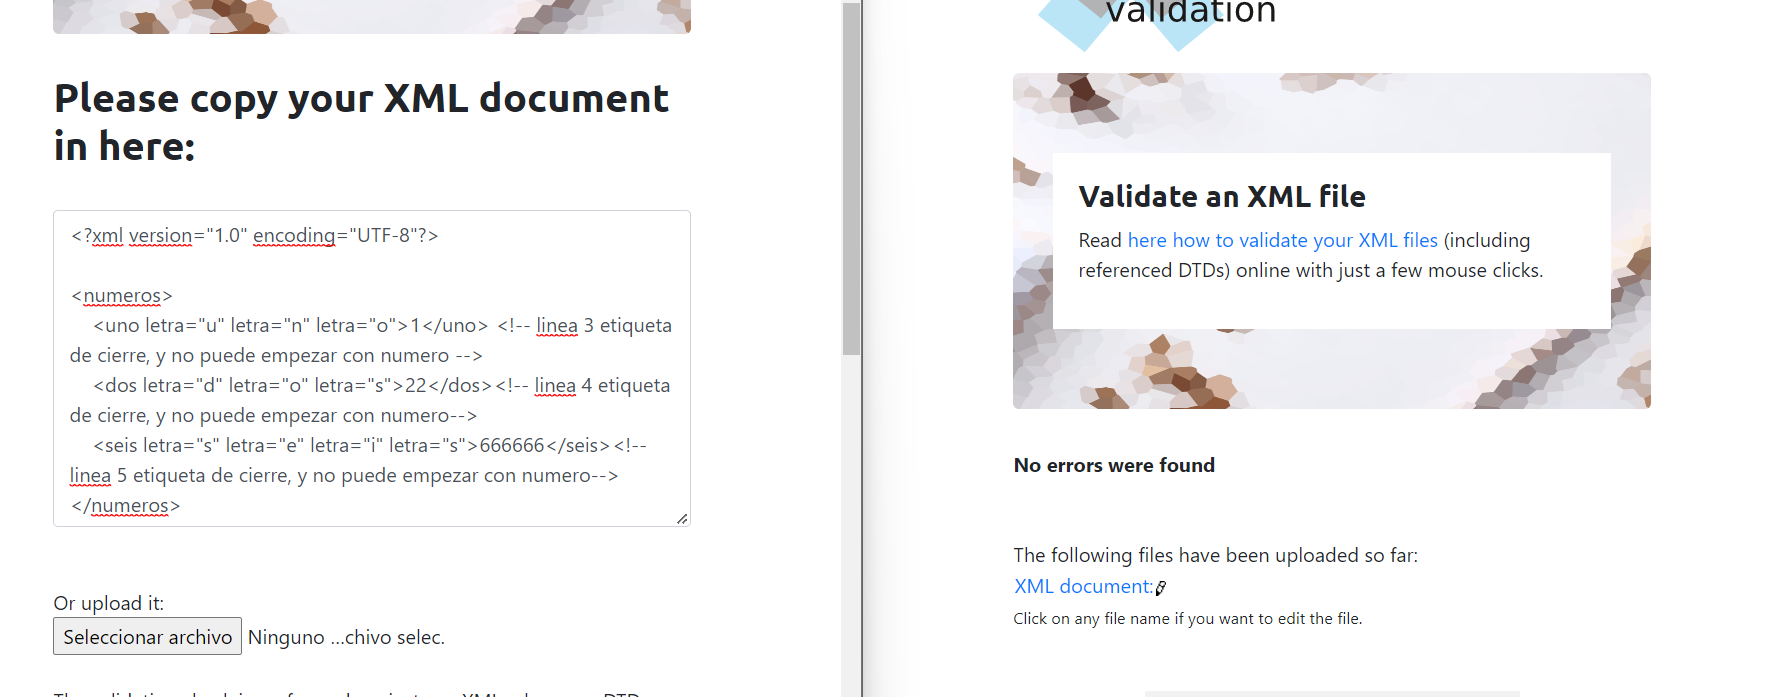 Please copy your XML document
in here:
<?xml version="1.0" encoding="UTF-8"?>
<numeros>
<uno letra="u" letra="n" letra="o">1</uno> <!-- linea 3 etiqueta
de cierre, y no puede empezar con numero -->
<dos letra="d" letra="o" letra="s">22</dos><!-- linea 4 etiqueta
de cierre, y no puede empezar con numero-->
<seis letra="s" letra="e" letra="i" letra="s">666666</seis><!--
linea 5 etiqueta de cierre, y no puede empezar con numero-->
</numeros>
Or upload it:
Seleccionar archivo Ninguno ...chivo selec.
validation
Validate an XML file
Read here how to validate your XML files (including
referenced DTDs) online with just a few mouse clicks.
No errors were found
The following files have been uploaded so far:
XML document:
Click on any file name if you want to edit the file.